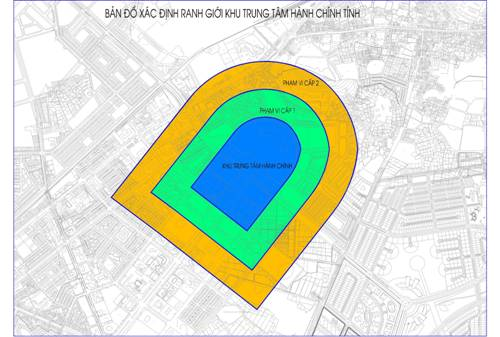 BẢN ĐỒ XÁC ĐỊNH RANH GIỚI KHU TRUNG TÂM HÀNH CHÍNH TỈNH
PHẠM VI CẤP 2
PHẠM VI CẤP 1
KHU TRUNG TÂM HÀNH CHÍNH